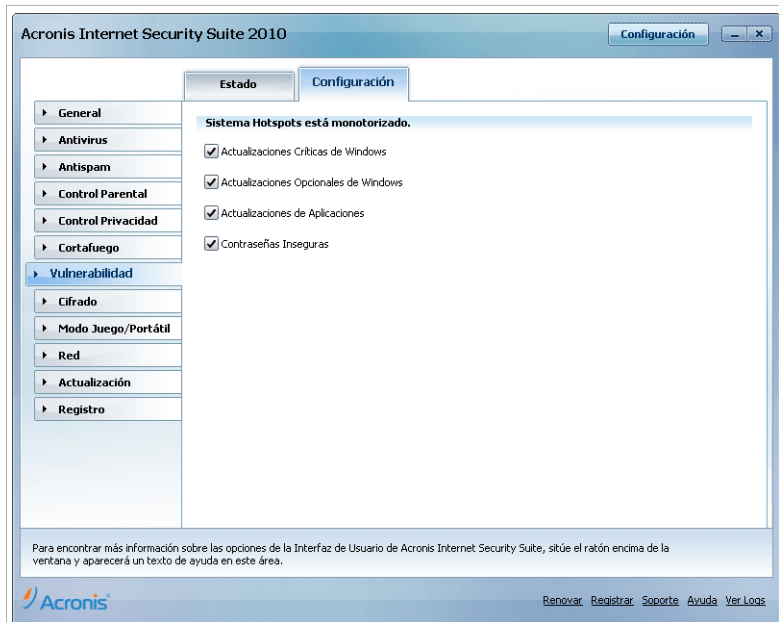 Acronis Internet Security Suite 2010
Configuración
Estado
Configuración
General
Antivirus
Antispam
Control Parental
Control Privacidad
Cortafuego
Vulnerabilidad
Cifrado
Modo Juego/Portátil
Red
Actualización
Registro
Sistema Hotspots está monotorizado.
Actualizaciones Críticas de Windows
Actualizaciones Opcionales de Windows
Actualizaciones de Aplicaciones
Contraseñas Inseguras
Para encontrar más información sobre las opciones de la Interfaz de Usuario de Acronis Internet Security Suite, sitúe el ratón encima de la
ventana y aparecerá un texto de ayuda en este área.
Acronis
Renovar Registrar Soporte Ayuda Ver Logs